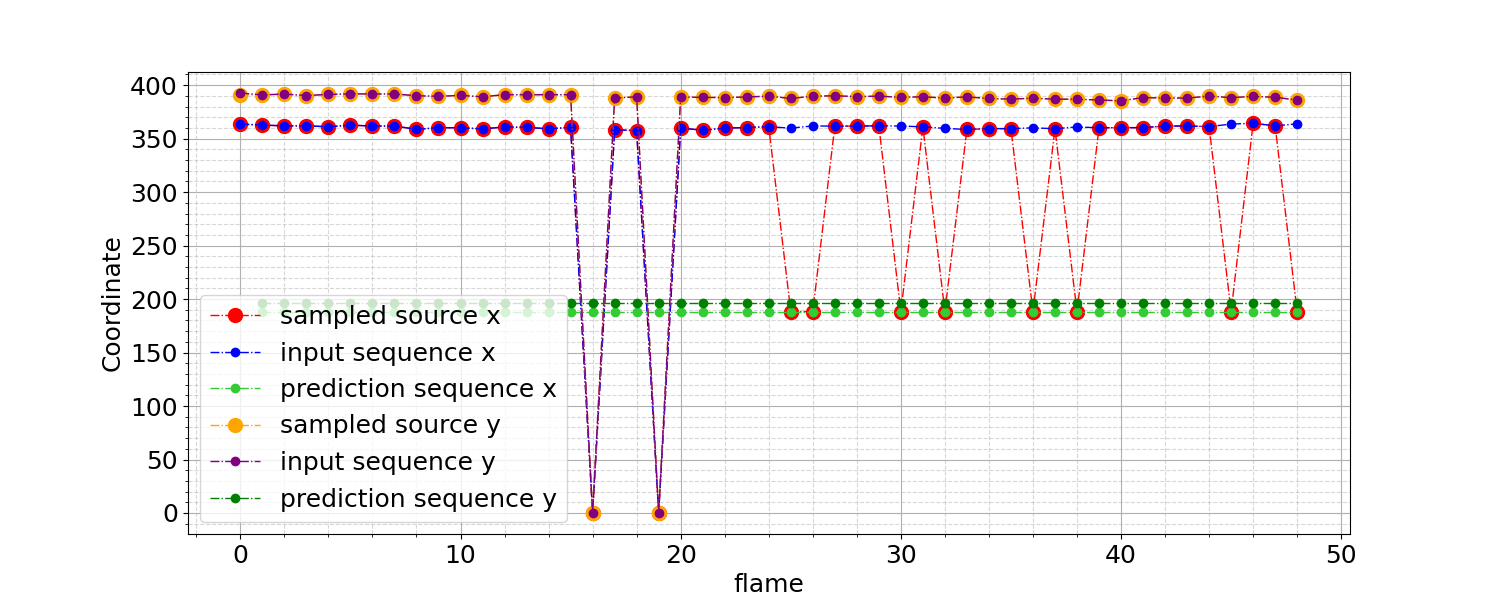 400
350
300
250
200
150
100
50
0
Coordinate
sampled source x
input sequence x
prediction sequence x
sampled source y
input sequence y
prediction sequence y
0 10 20 30 40 50
flame